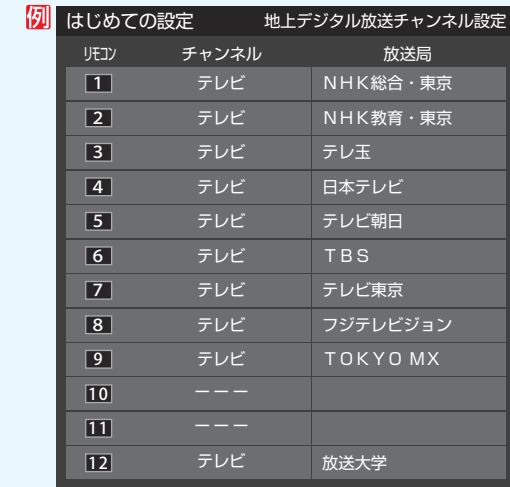 例
はじめての設定 地上デジタル放送チャンネル設定
リモコン チャンネル 放送局
1 テレビ NHK総合・東京
2 テレビ NHK教育・東京
3 テレビ テレ玉
4 テレビ 日本テレビ
5 テレビ テレビ朝日
6 テレビ TBS
7 テレビ テレビ東京
8 テレビ フジテレビジョン
9 テレビ TOKYO MX
10 ーーー
11 ーーー
12 テレビ 放送大学